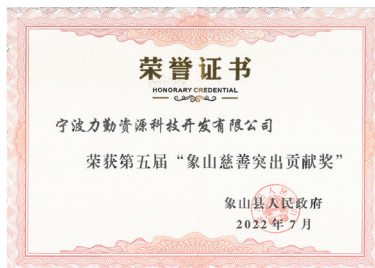 荣誉证书
HONORARY CREDENTIAL
宁波力勤资源科技开发有限公司
荣获第五届“象山慈善突出贡献奖”
象山县人民政府
2022年7月